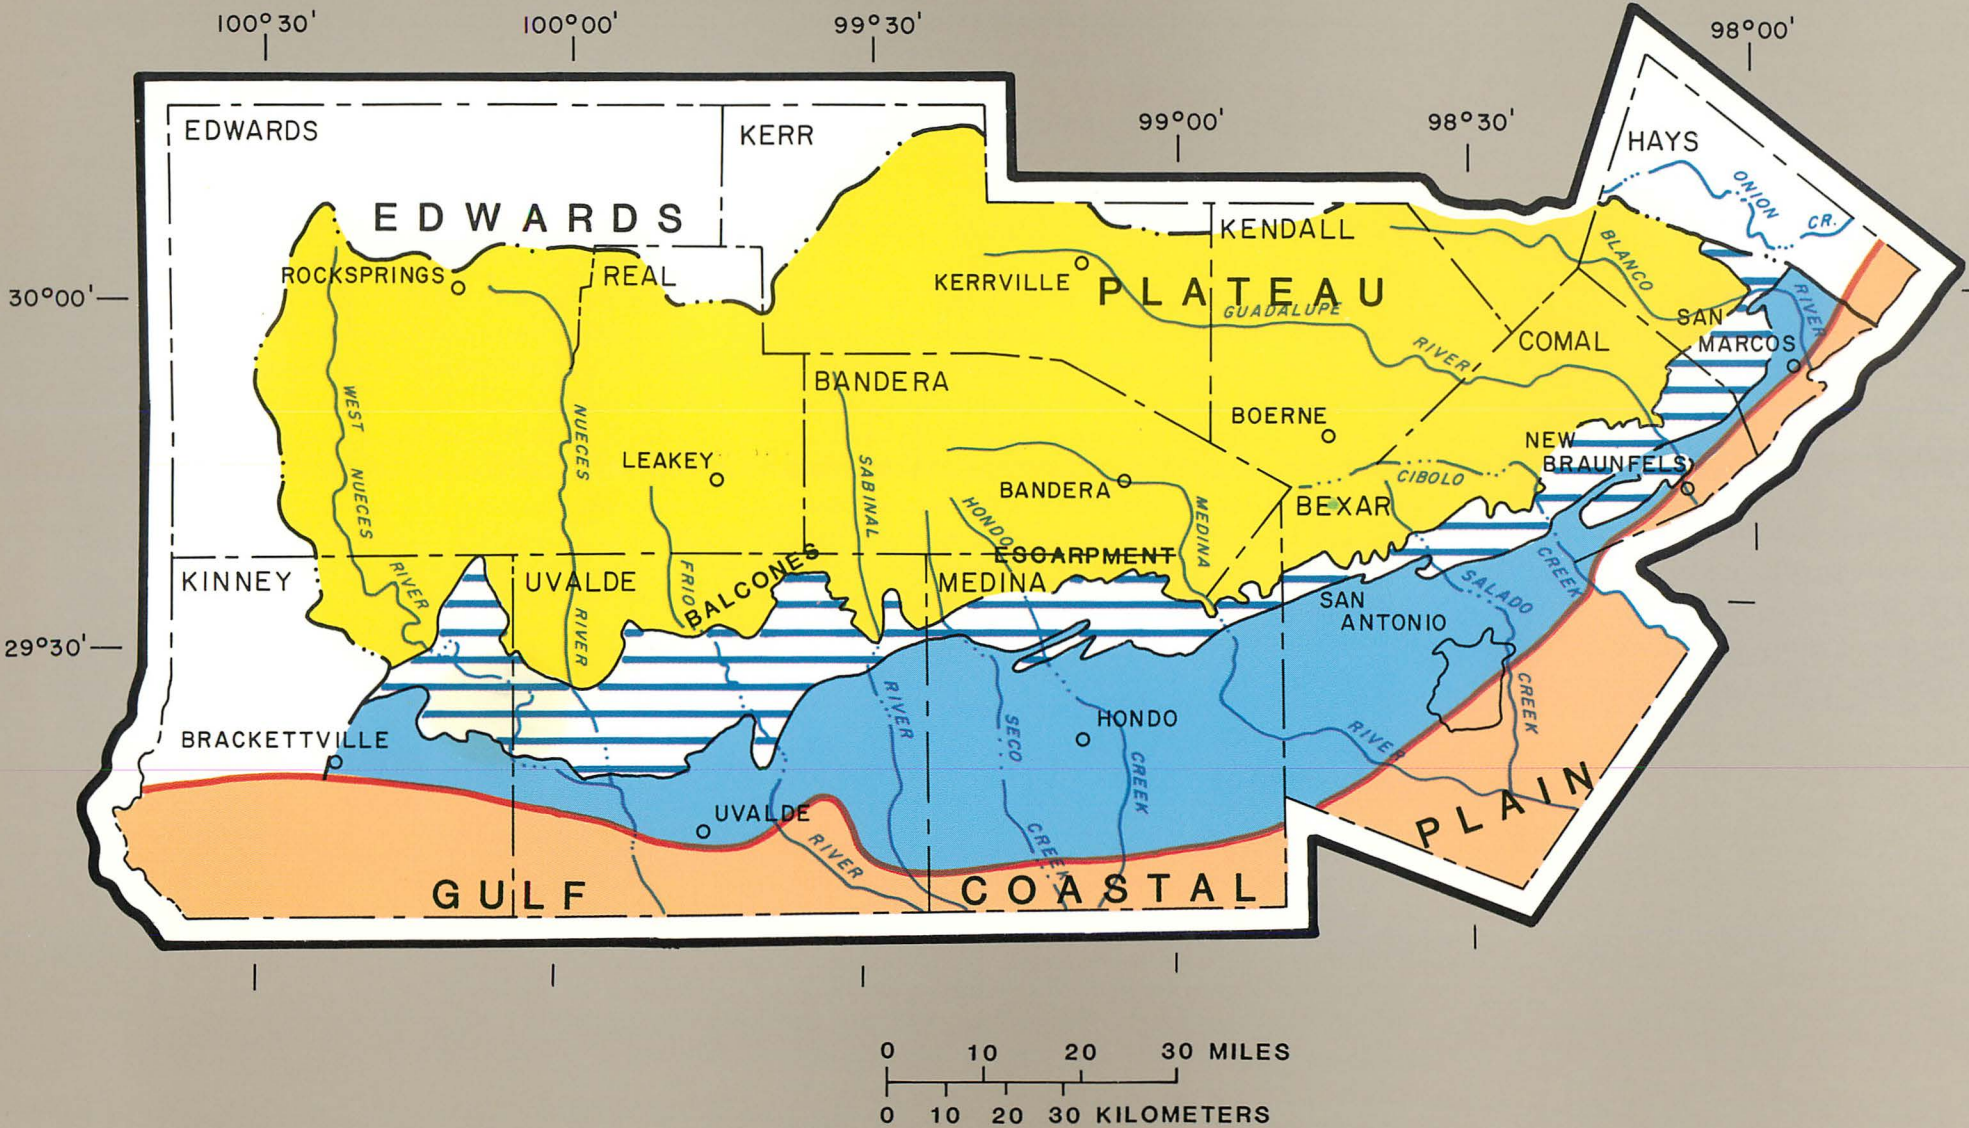 100°30'
100°00'
99°30'
98°00'
99°00'
98°30'
EDWARDS
KERR
HAYS
ONION
CR.
EDWARDS
KENDALL
BLANCO
ROCKSPRINGS
REAL
KERRVILLE
PLATEAU
GUADALUPE
RIVER
30°00'
SAN
MARCOS
RIVER
COMAL
BANDERA
WEST
NUECES
RIVER
NUECES
RIVER
BOERNE
NEW
BRAUNFELS
LEAKEY
SABINAL
BANDERA
CIBOLO
HONDO
MEDINA
BEXAR
BALCONES
ESCARPMENT
KINNEY
UVALDE
FRIO
MEDINA
CREEK
SALADO
SAN
ANTONIO
29°30'
RIVER
SECO
HONDO
CREEK
RIVER
CREEK
BRACKETTVILLE
UVALDE
RIVER
CREEK
PLAIN
GULF
COASTAL
0 10 20 30 MILES
0 10 20 30 KILOMETERS